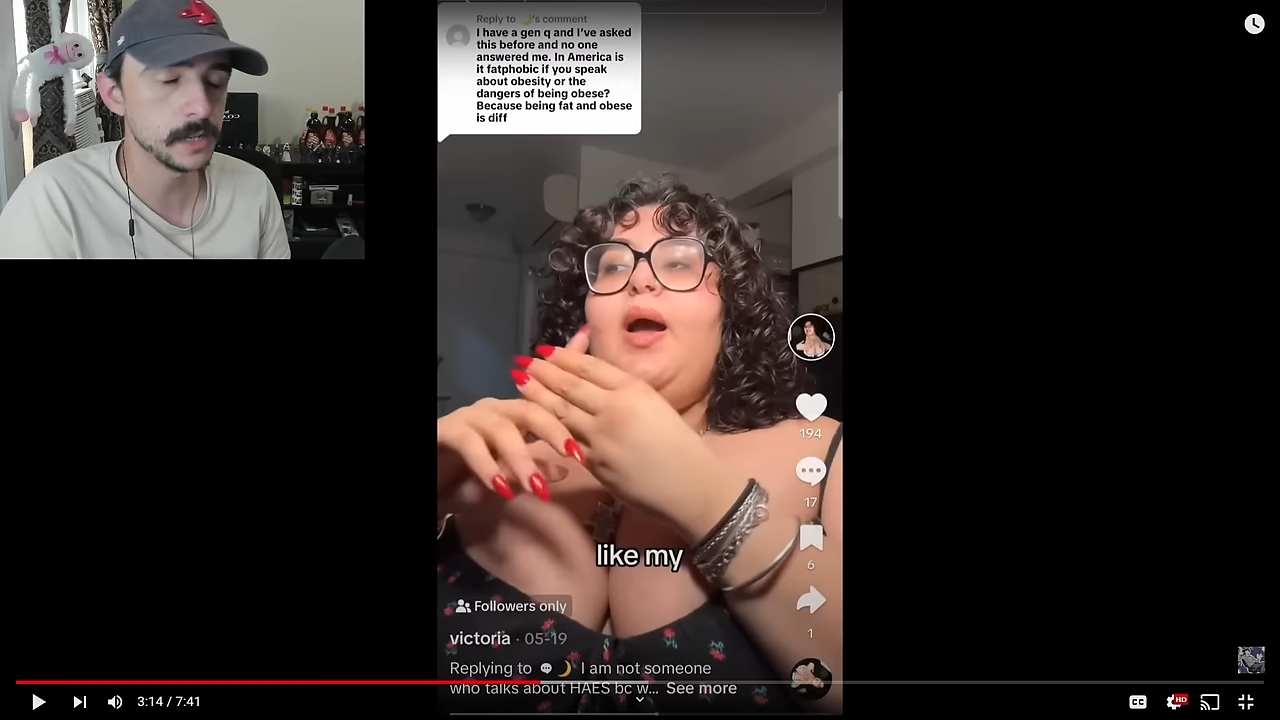 Reply to 🌙's comment
I have a gen q and I've asked
this before and no one
answered me. In America is
it fatphobic if you speak
about obesity or the
dangers of being obese?
Because being fat and obese
is diff
194
17
6
1
like my
Followers only
victoria · 05-19
Replying to 💬 🌙 I am not someone
who talks about HAES bc w... See more
3:14 / 7:41
CC
HD